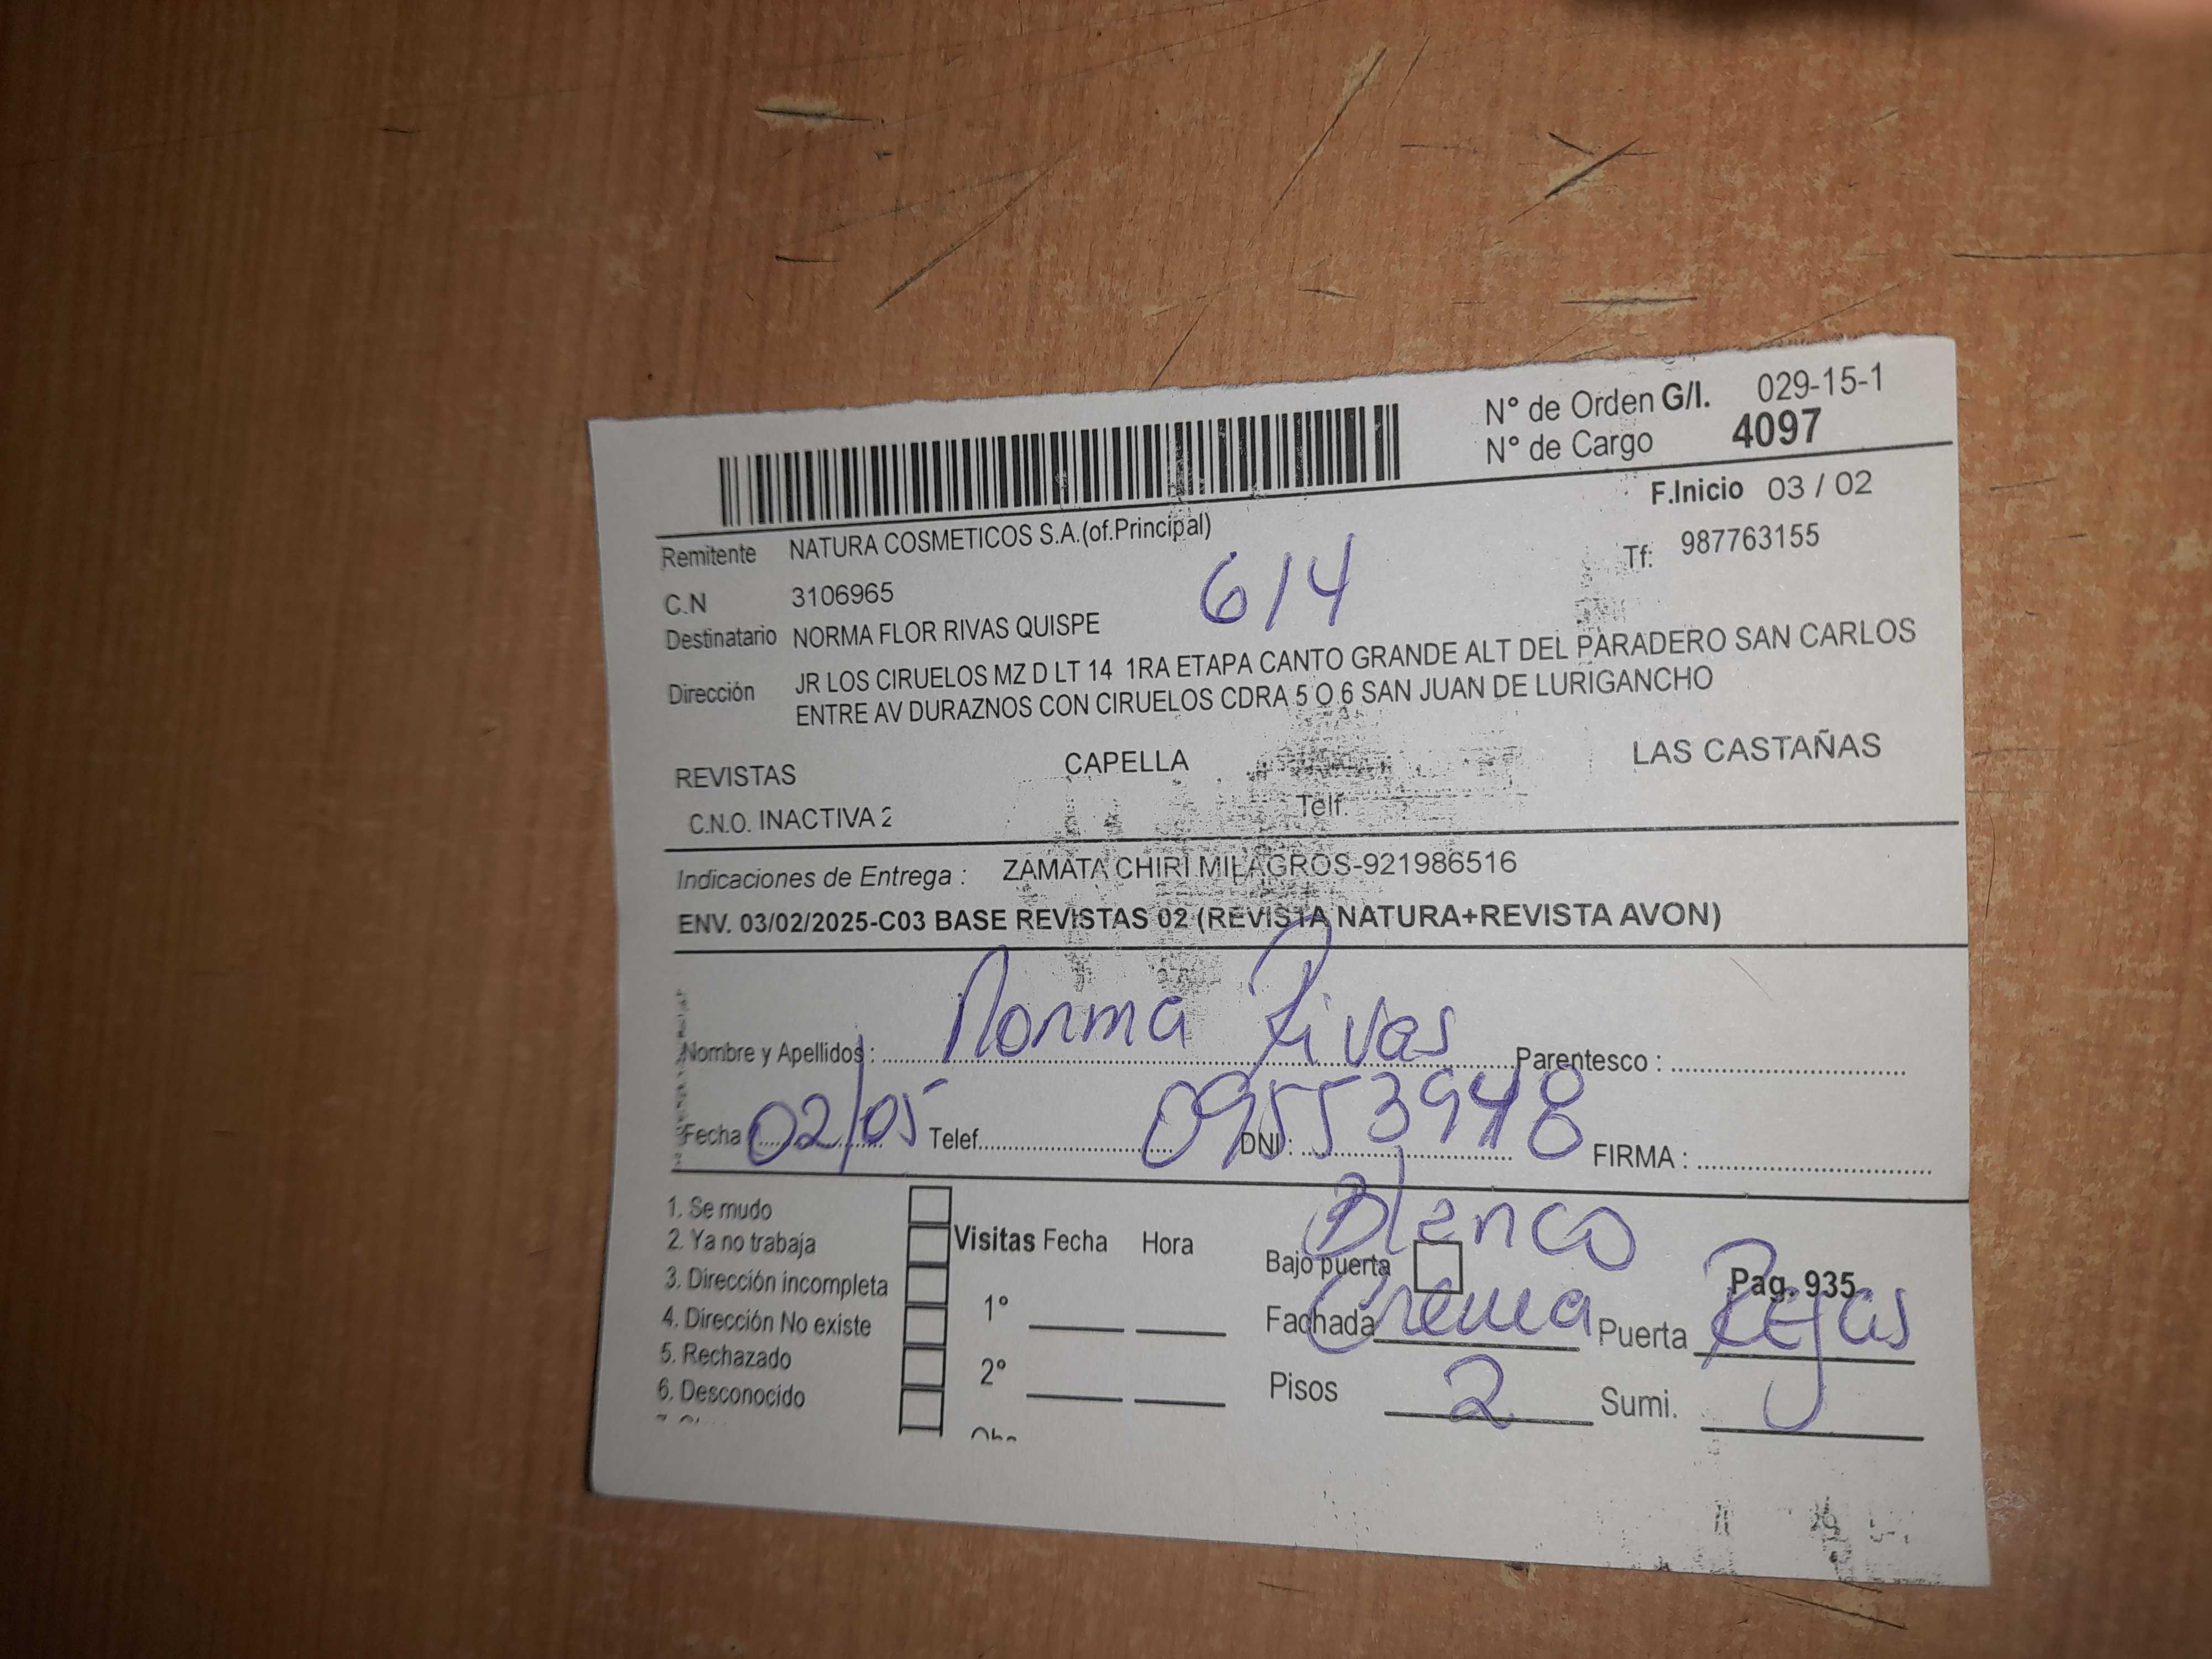 N° de Orden G/I. 029-15-1
N° de Cargo 4097
F.Inicio 03 / 02
Remitente NATURA COSMETICOS S.A.(of.Principal)
Tf: 987763155
C.N 3106965
614
Destinatario NORMA FLOR RIVAS QUISPE
Dirección JR LOS CIRUELOS MZ D LT 14 1RA ETAPA CANTO GRANDE ALT DEL PARADERO SAN CARLOS
ENTRE AV DURAZNOS CON CIRUELOS CDRA 5 O 6 SAN JUAN DE LURIGANCHO
REVISTAS CAPELLA LAS CASTAÑAS
C.N.O. INACTIVA 2 Telf.
Indicaciones de Entrega : ZAMATA CHIRI MILAGROS-921986516
ENV. 03/02/2025-C03 BASE REVISTAS 02 (REVISTA NATURA+REVISTA AVON)
Nombre y Apellidos : Norma Rivas Parentesco :
Fecha 02/05 Telef. DNI : 09553948 FIRMA :
1. Se mudo
2. Ya no trabaja
3. Dirección incompleta
4. Dirección No existe
5. Rechazado
6. Desconocido
Visitas Fecha Hora
1°
2°
Blanco
Bajo puerta Pag. 935
Fachada Crema Puerta Rejas
Pisos 2 Sumi.